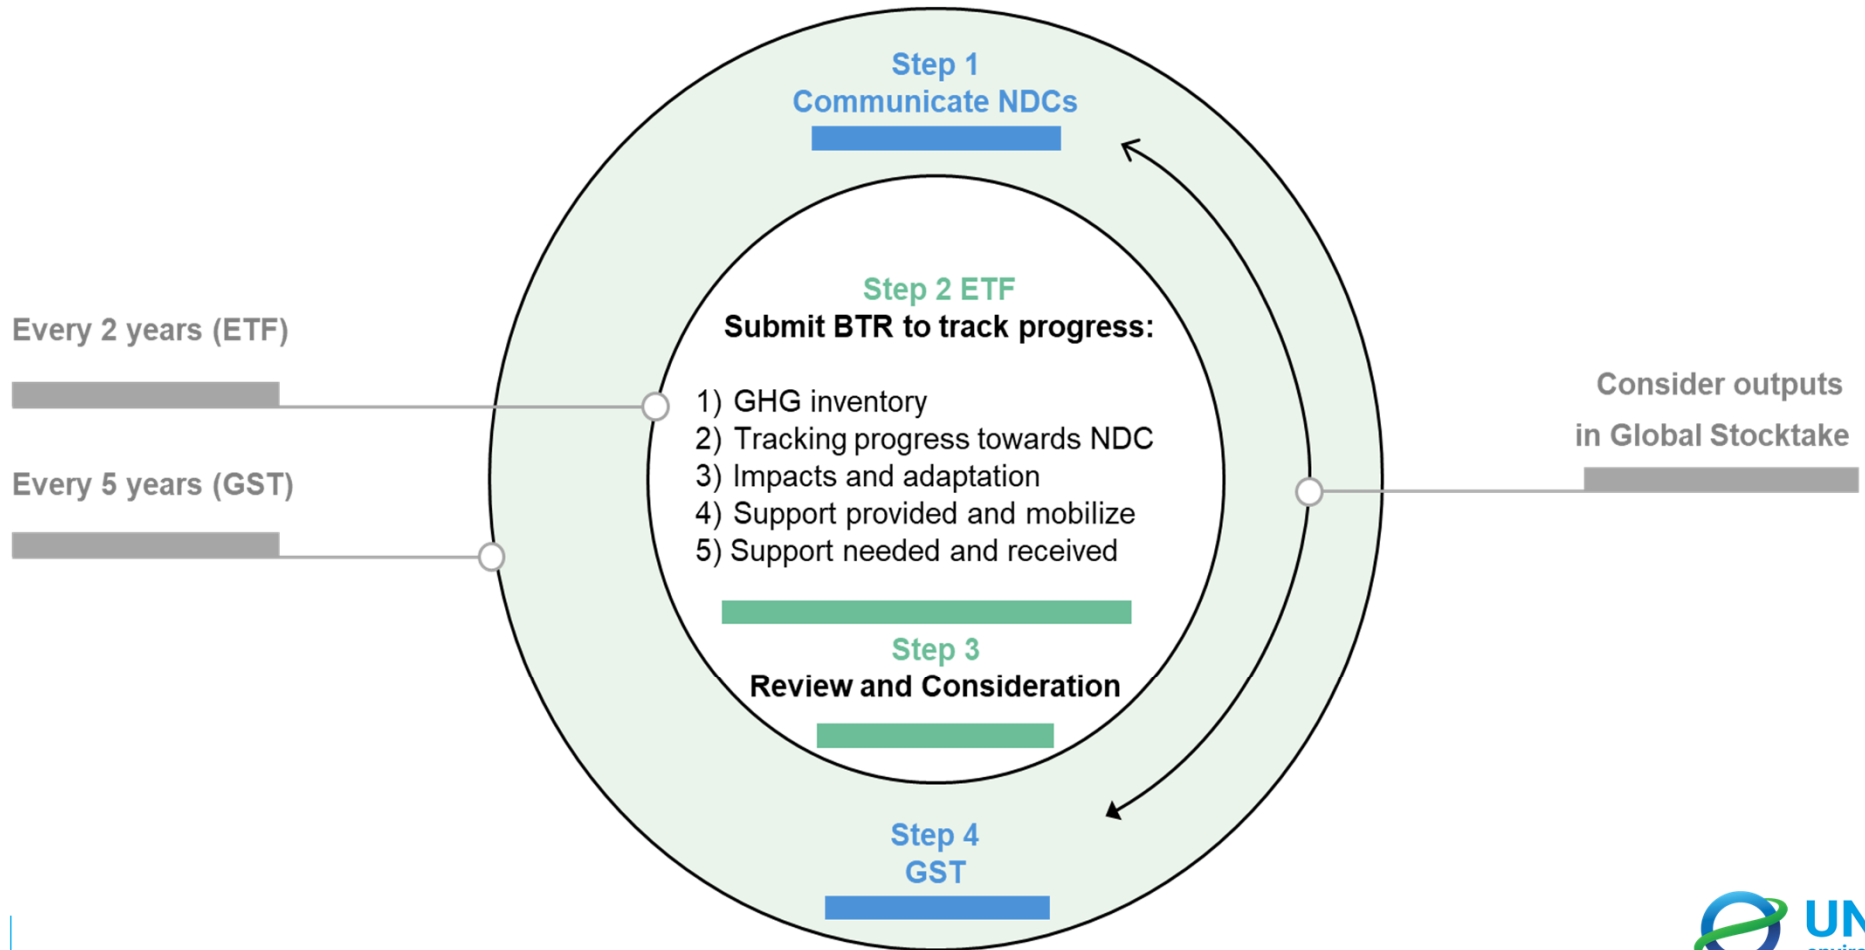 Step 1
Communicate NDCs
Step 2 ETF
Submit BTR to track progress:
1) GHG inventory
2) Tracking progress towards NDC
3) Impacts and adaptation
4) Support provided and mobilize
5) Support needed and received
Step 3
Review and Consideration
Step 4
GST
Every 2 years (ETF)
Every 5 years (GST)
Consider outputs
in Global Stocktake
UN